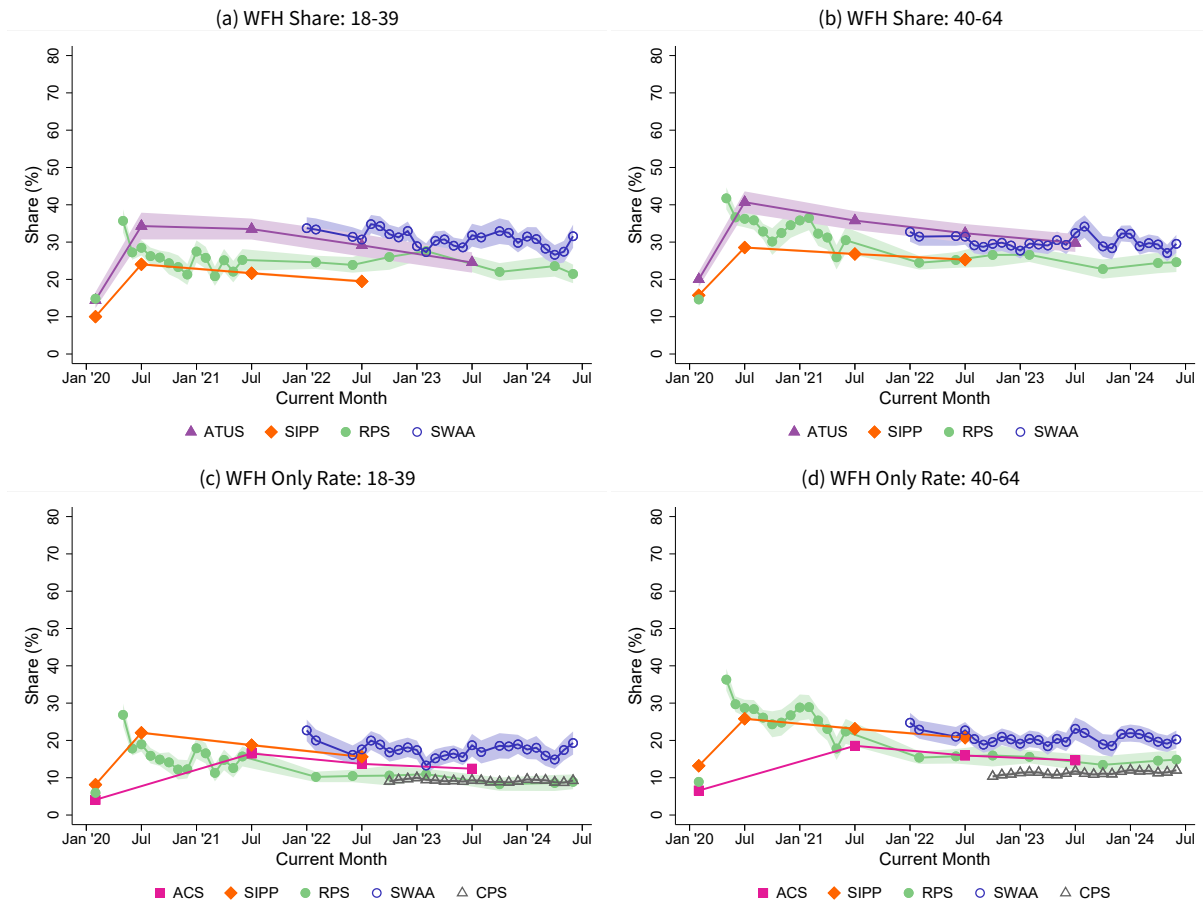 (a) WFH Share: 18-39
80
70
60
50
40
30
20
10
0
Share (%)
Jan '20 Jul Jan '21 Jul Jan '22 Jul Jan '23 Jul Jan '24 Jul
Current Month
ATUS SIPP RPS SWAA
(b) WFH Share: 40-64
80
70
60
50
40
30
20
10
0
Share (%)
Jan '20 Jul Jan '21 Jul Jan '22 Jul Jan '23 Jul Jan '24 Jul
Current Month
ATUS SIPP RPS SWAA
(c) WFH Only Rate: 18-39
80
70
60
50
40
30
20
10
0
Share (%)
Jan '20 Jul Jan '21 Jul Jan '22 Jul Jan '23 Jul Jan '24 Jul
Current Month
ACS SIPP RPS SWAA CPS
(d) WFH Only Rate: 40-64
80
70
60
50
40
30
20
10
0
Share (%)
Jan '20 Jul Jan '21 Jul Jan '22 Jul Jan '23 Jul Jan '24 Jul
Current Month
ACS SIPP RPS SWAA CPS